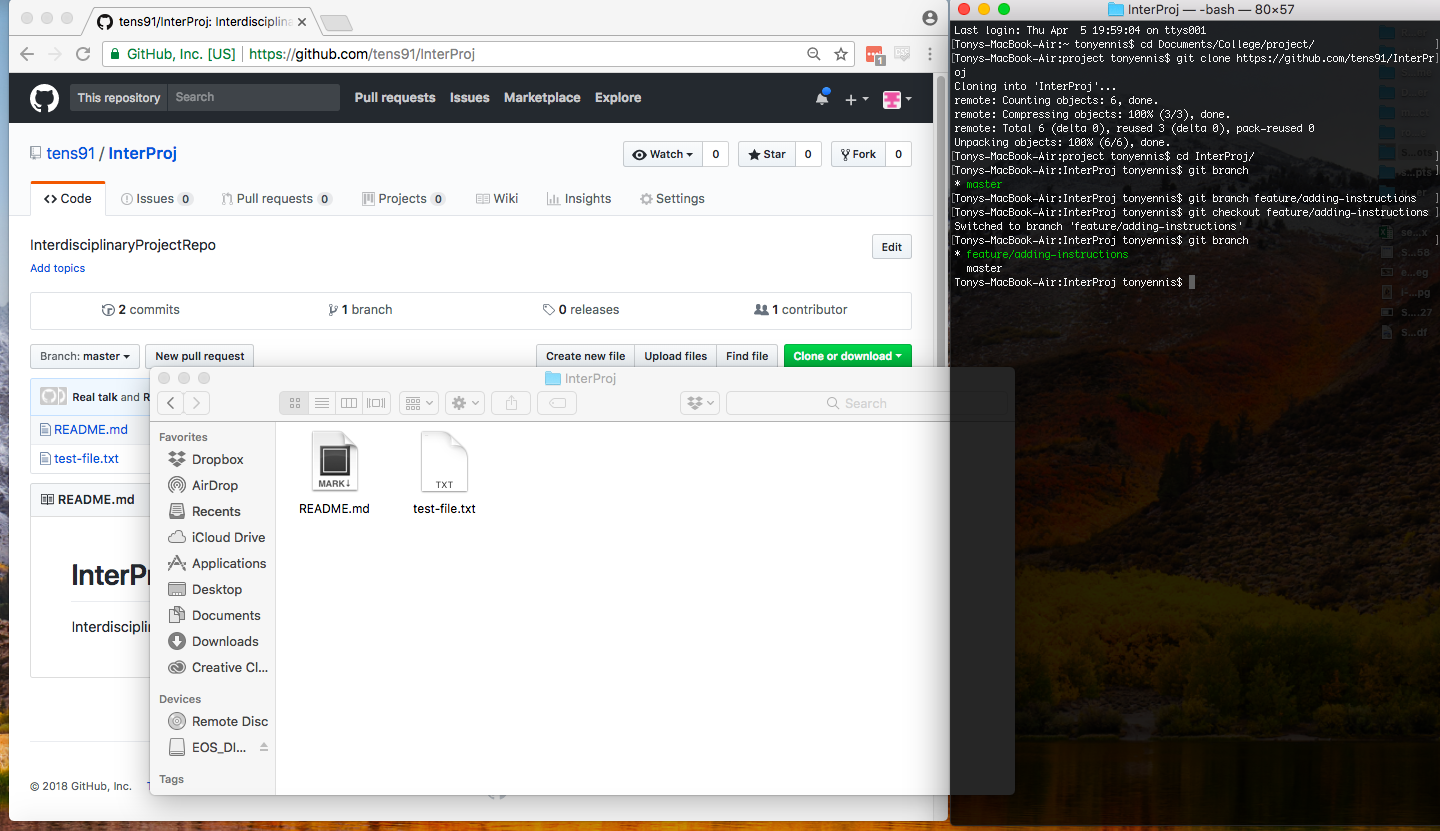 tens91/InterProj: Interdisciplina
GitHub, Inc. [US] https://github.com/tens91/InterProj
1
CSE
This repository Search Pull requests Issues Marketplace Explore
tens91 / InterProj
Watch 0 Star 0 Fork 0
Code Issues 0 Pull requests 0 Projects 0 Wiki Insights Settings
InterdisciplinaryProjectRepo
Edit
Add topics
2 commits 1 branch 0 releases 1 contributor
Branch: master New pull request Create new file Upload files Find file Clone or download
Real talk and R
README.md
test-file.txt
README.md
InterPr
Interdisciplin
© 2018 GitHub, Inc. T
InterProj
Search
Favorites
Dropbox
AirDrop
Recents
iCloud Drive
Applications
Desktop
Documents
Downloads
Creative Cl...
Devices
Remote Disc
EOS_DI...
Tags
MARK↓
README.md
TXT
test-file.txt
InterProj — -bash — 80×57
Last login: Thu Apr  5 19:59:04 on ttys001
[Tonys-MacBook-Air:~ tonyennis$ cd Documents/College/project/ ]
[Tonys-MacBook-Air:project tonyennis$ git clone https://github.com/tens91/InterPr]
oj
Cloning into 'InterProj'...
remote: Counting objects: 6, done.
remote: Compressing objects: 100% (3/3), done.
remote: Total 6 (delta 0), reused 3 (delta 0), pack-reused 0
Unpacking objects: 100% (6/6), done.
[Tonys-MacBook-Air:project tonyennis$ cd InterProj/ ]
[Tonys-MacBook-Air:InterProj tonyennis$ git branch ]
* master
[Tonys-MacBook-Air:InterProj tonyennis$ git branch feature/adding-instructions ]
[Tonys-MacBook-Air:InterProj tonyennis$ git checkout feature/adding-instructions ]
Switched to branch 'feature/adding-instructions'
[Tonys-MacBook-Air:InterProj tonyennis$ git branch ]
* feature/adding-instructions
  master
Tonys-MacBook-Air:InterProj tonyennis$